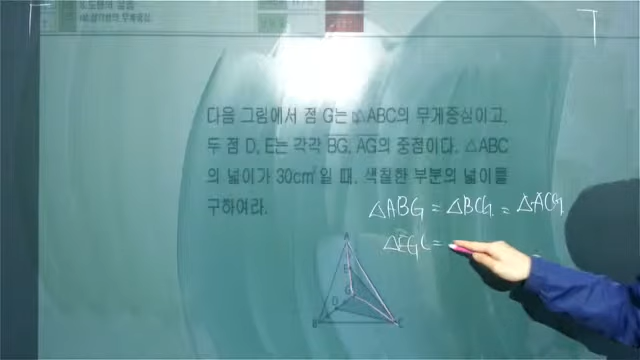 다음 그림에서 점 G는 △ABC의 무게중심이고,
두 점 D, E는 각각 BG, AG의 중점이다. △ABC
의 넓이가 30cm²일 때, 색칠한 부분의 넓이를
구하여라.
△ABG = △BCG = △ACG
△EGC =
A
E
G
D
B
C